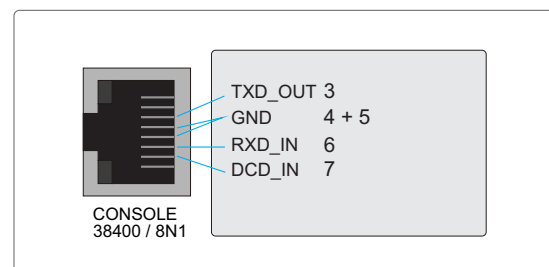 TXD_OUT 3
GND 4 + 5
RXD_IN 6
DCD_IN 7
CONSOLE
38400 / 8N1